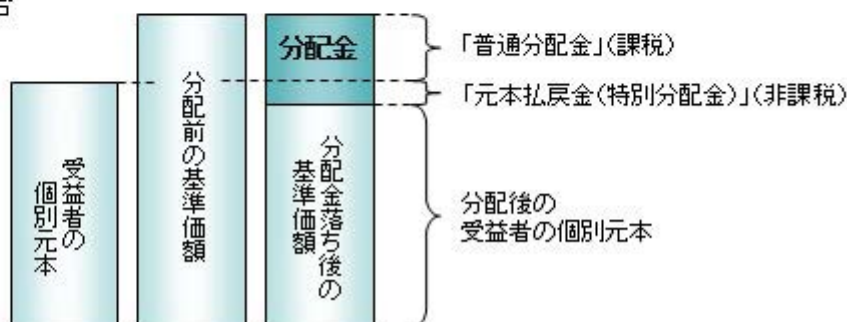 分配金
「普通分配金」(課税)
「元本払戻金(特別分配金)」(非課税)
受益者の
個別元本
分配前の基準価額
分配金落ち後の
基準価額
分配後の
受益者の個別元本